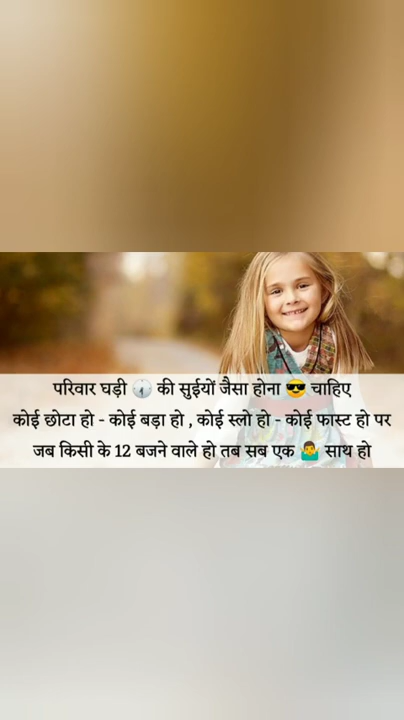 परिवार घड़ी 🕡 की सुईयों जैसा होना 😎 चाहिए
कोई छोटा हो - कोई बड़ा हो , कोई स्लो हो - कोई फास्ट हो पर
जब किसी के 12 बजने वाले हो तब सब एक 🤷‍♂️ साथ हो